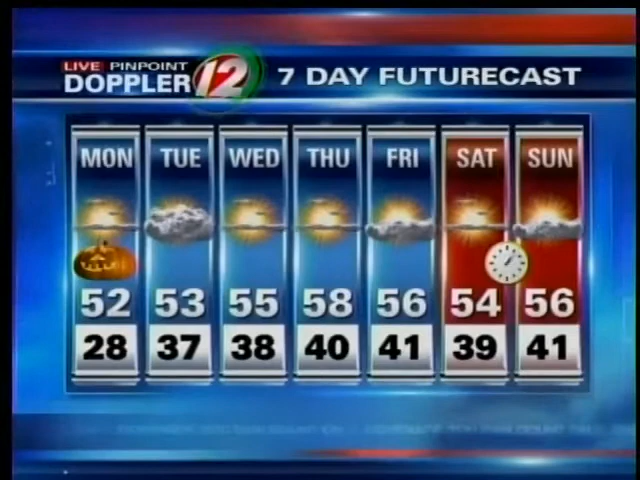 LIVE PINPOINT
DOPPLER 12 7 DAY FUTURECAST
MON TUE WED THU FRI SAT SUN
52 53 55 58 56 54 56
28 37 38 40 41 39 41